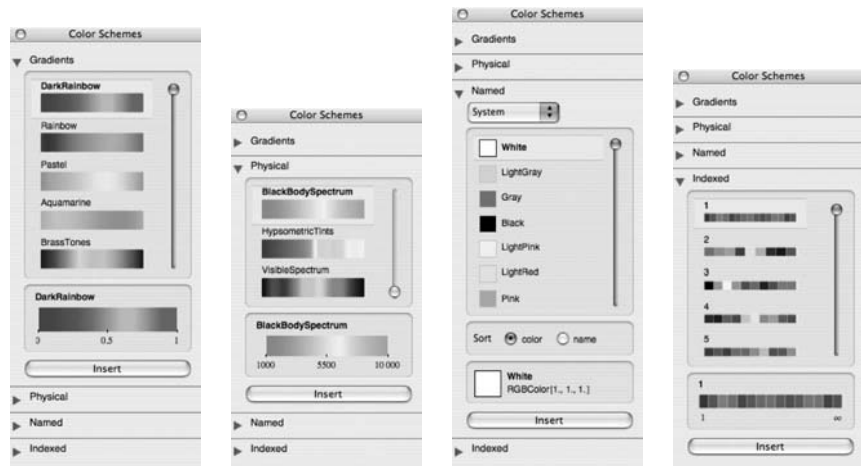 Color Schemes
Gradients
DarkRainbow
Rainbow
Pastel
Aquamarine
BrassTones
DarkRainbow
0 0.5 1
Insert
Physical
Named
Indexed
Color Schemes
Gradients
Physical
BlackBodySpectrum
HypsometricTints
VisibleSpectrum
BlackBodySpectrum
1000 5500 10 000
Insert
Named
Indexed
Color Schemes
Gradients
Physical
Named
System
White
LightGray
Gray
Black
LightPink
LightRed
Pink
Sort color name
White
RGBColor[1., 1., 1.]
Insert
Indexed
Color Schemes
Gradients
Physical
Named
Indexed
1
2
3
4
5
1
1 ∞
Insert